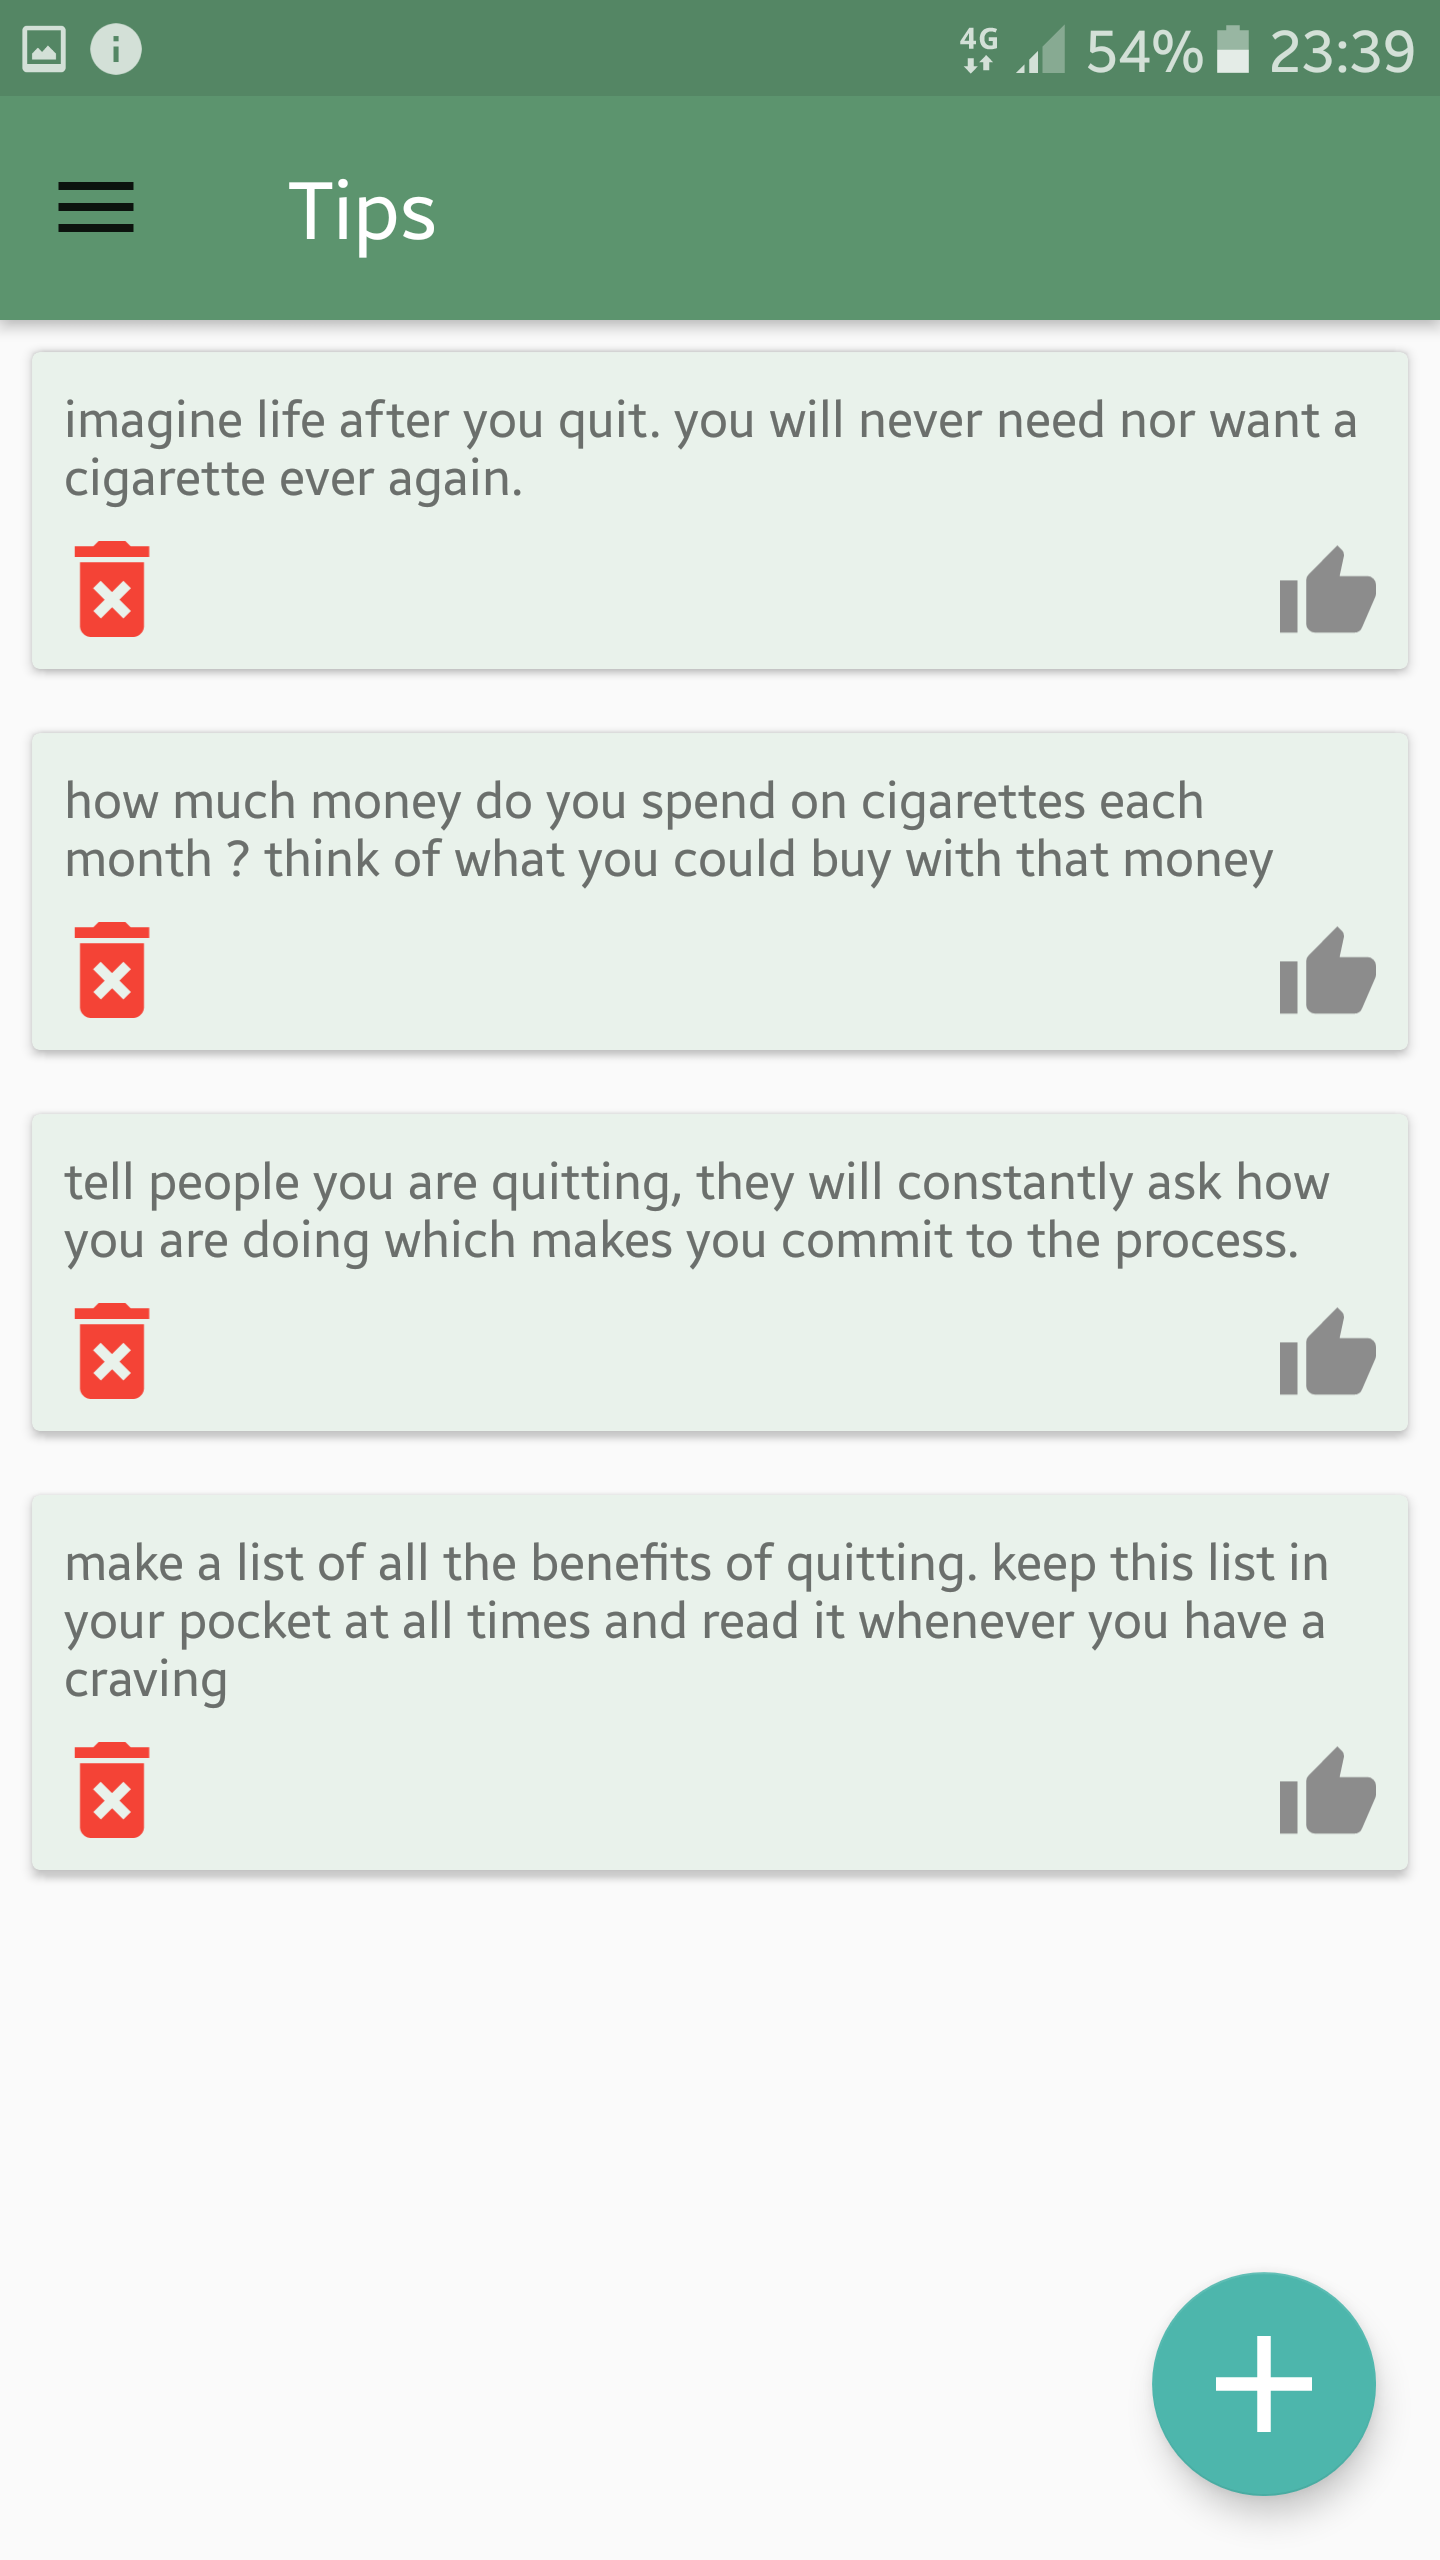 4G 54% 23:39
Tips
imagine life after you quit. you will never need nor want a
cigarette ever again.
how much money do you spend on cigarettes each
month ? think of what you could buy with that money
tell people you are quitting, they will constantly ask how
you are doing which makes you commit to the process.
make a list of all the benefits of quitting. keep this list in
your pocket at all times and read it whenever you have a
craving